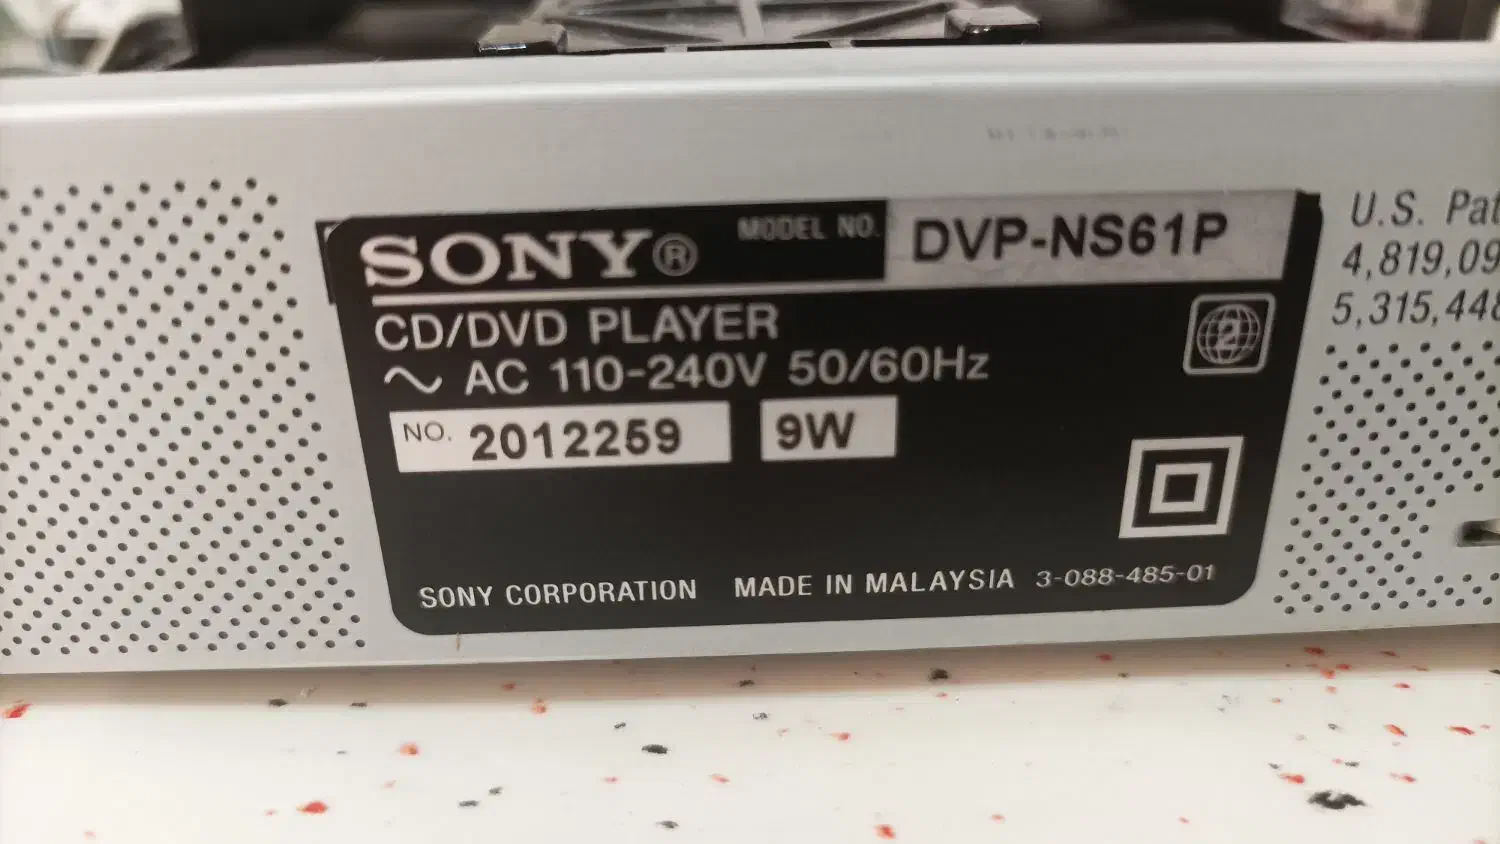 SONY® MODEL NO. DVP-NS61P
CD/DVD PLAYER
2
~ AC 110-240V 50/60Hz
NO. 2012259 9W
SONY CORPORATION MADE IN MALAYSIA 3-088-485-01
U.S. Pat
4,819,09
5,315,448